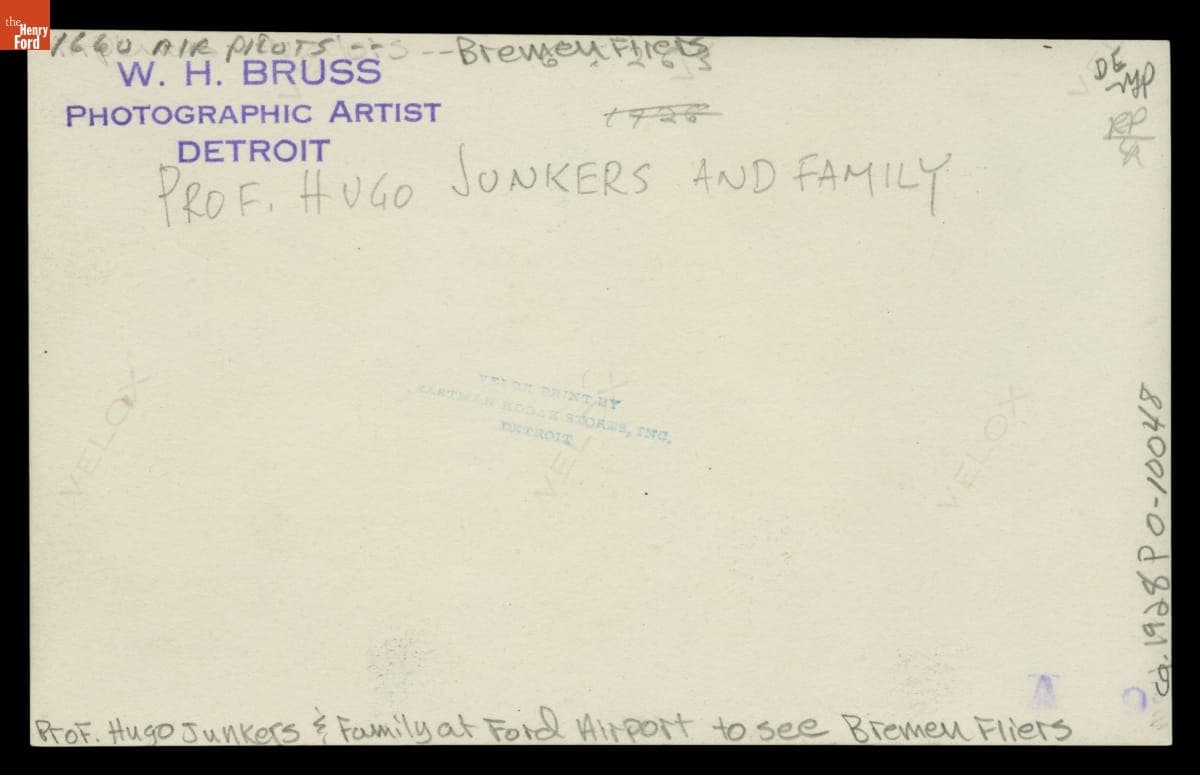 the
Henry
Ford
1660 AIR PILOTS -- --Bremen Fliers
W. H. BRUSS
PHOTOGRAPHIC ARTIST
DETROIT
1928
PROF. HUGO JUNKERS AND FAMILY
VELOX PRINT BY
EASTMAN KODAK STORES, INC.
DETROIT
VELOX
VELOX
VELOX
ca. 1928 P O-10048
A
Prof. Hugo Junkers & Family at Ford Airport to see Bremen Fliers